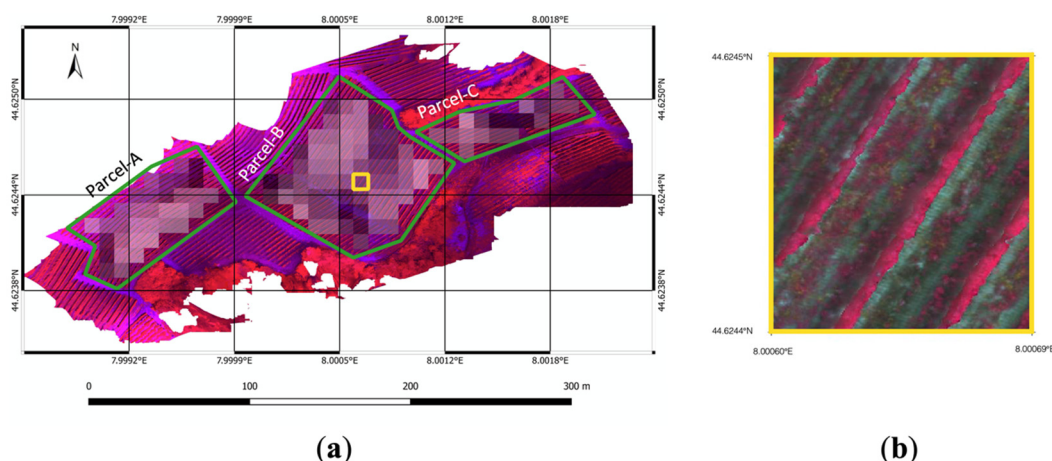 7.9992°E 7.9999°E 8.0005°E 8.0012°E 8.0018°E
N
44.6250°N 44.6250°N
44.6244°N 44.6244°N
44.6238°N 44.6238°N
Parcel-A
Parcel-B
Parcel-C
7.9992°E 7.9999°E 8.0005°E 8.0012°E 8.0018°E
0 100 200 300 m
(a)
44.6245°N
44.6244°N
8.00060°E 8.00069°E
(b)